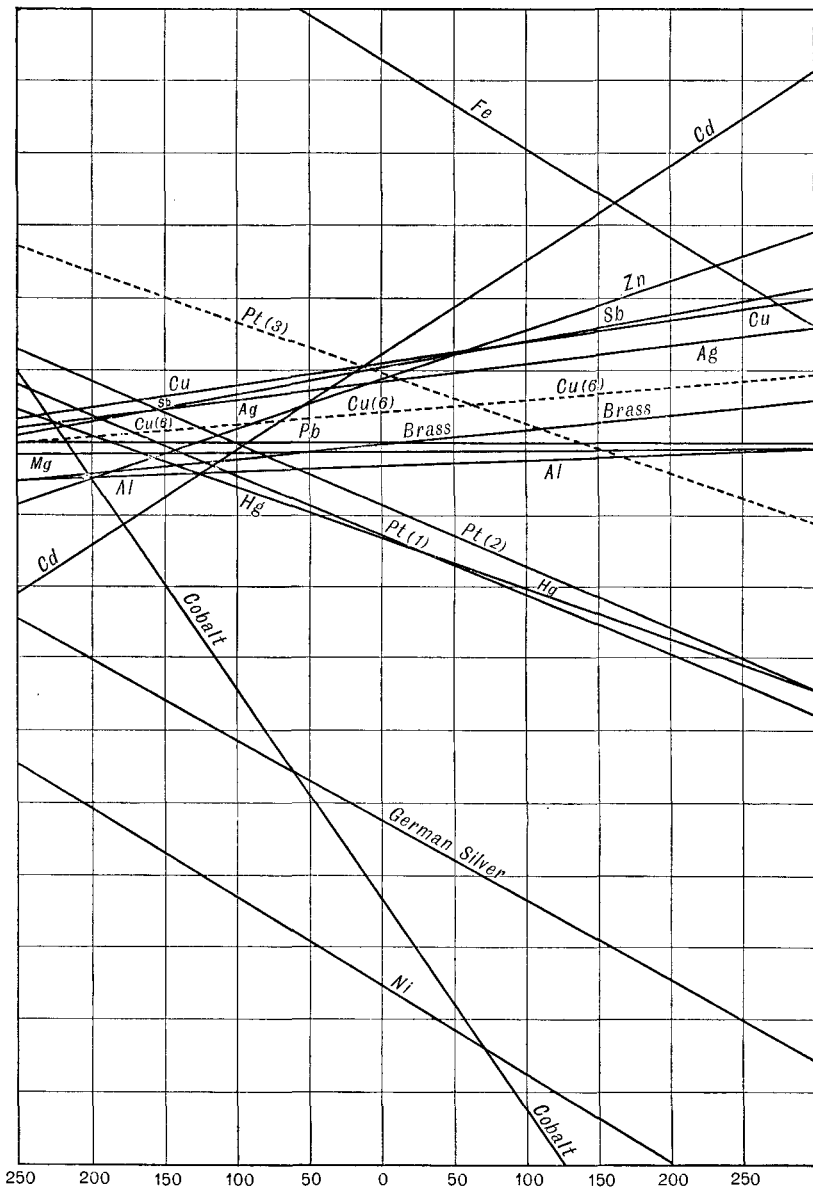 Fe
Cd
Zn
Pt(3)
Sb
Cu
Ag
Cu
Sb
Ag
Cu(6)
Cu(6)
Cu(6)
Pb
Brass
Brass
Mg
Al
Al
Hg
Pt(1)
Pt(2)
Hg
Cd
Cobalt
German Silver
Ni
Cobalt
250 200 150 100 50 0 50 100 150 200 250